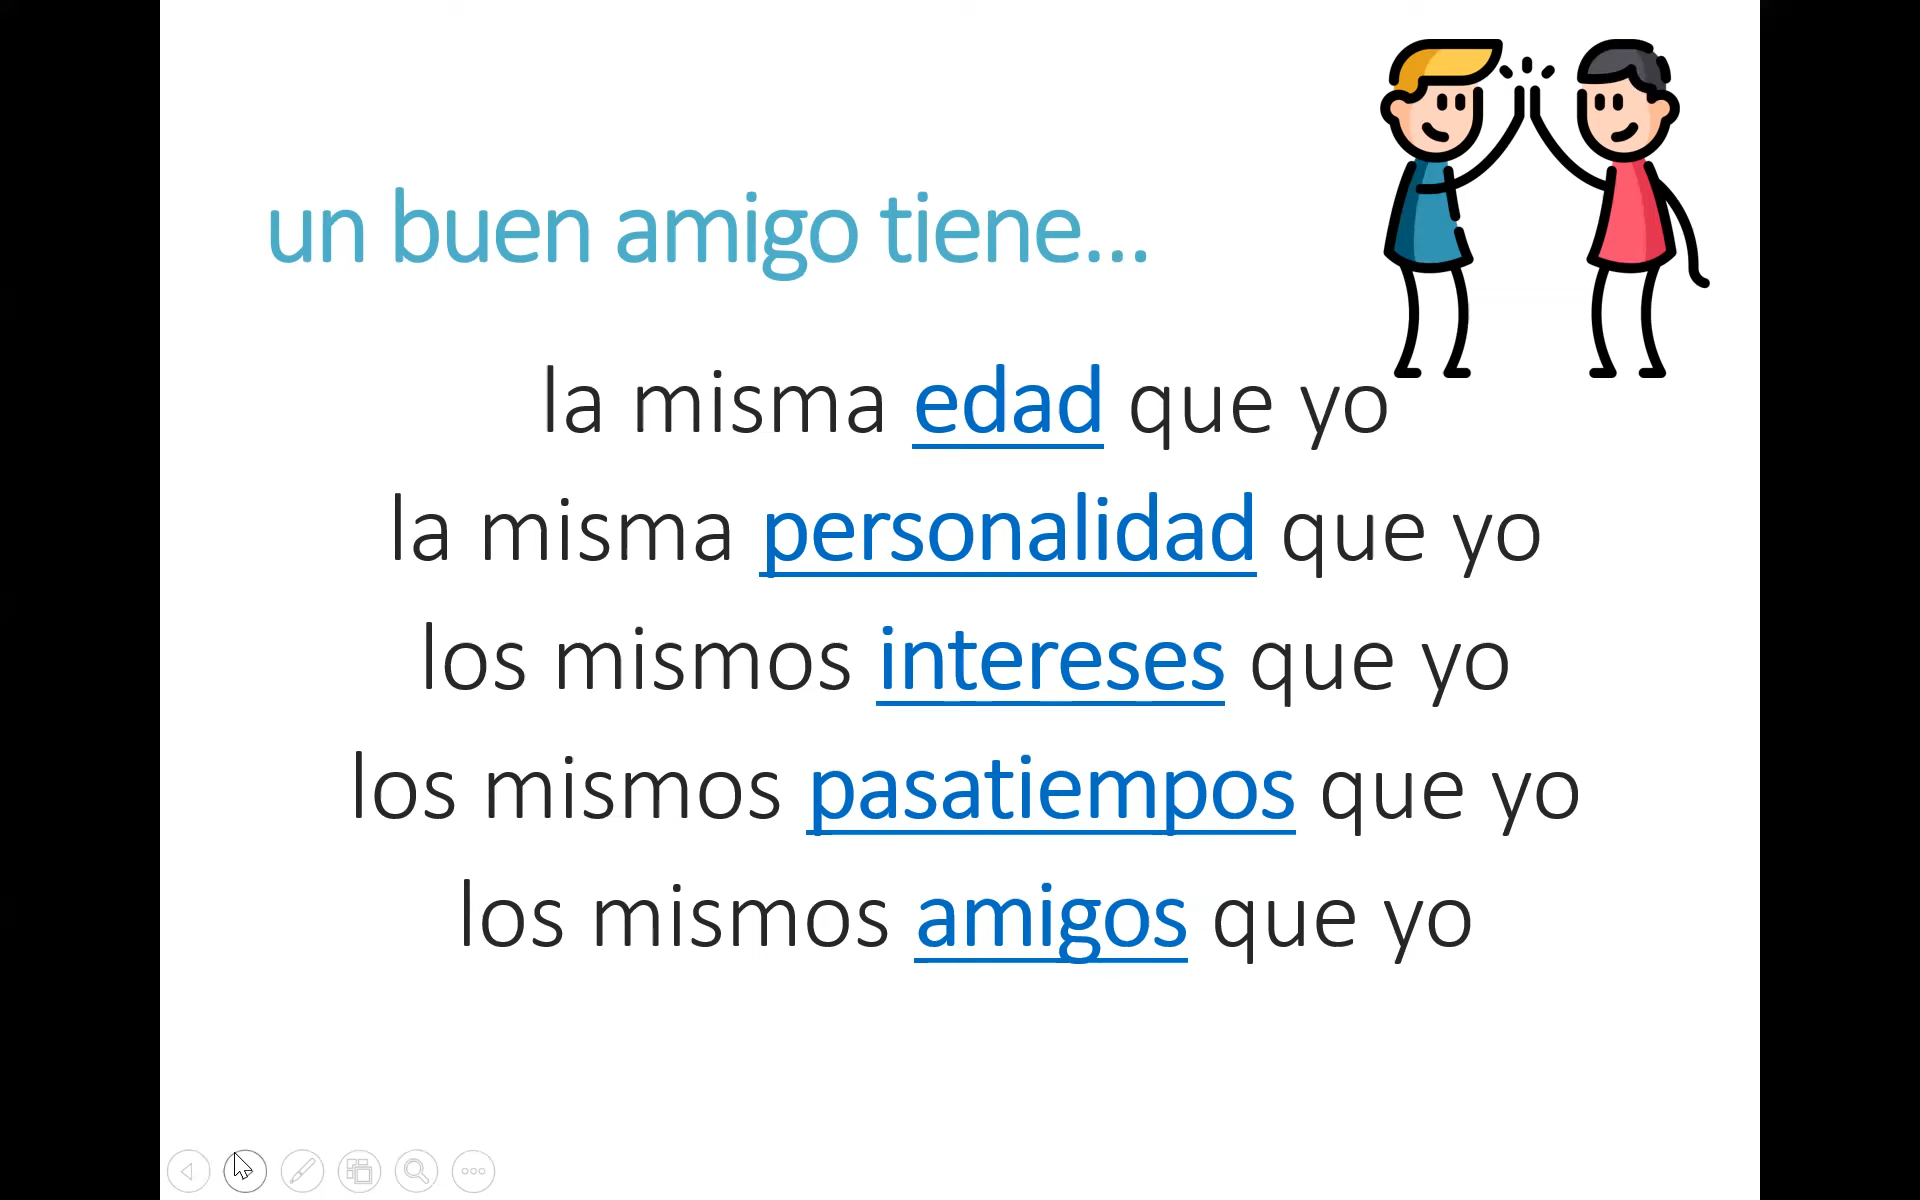 un buen amigo tiene...
la misma edad que yo
la misma personalidad que yo
los mismos intereses que yo
los mismos pasatiempos que yo
los mismos amigos que yo